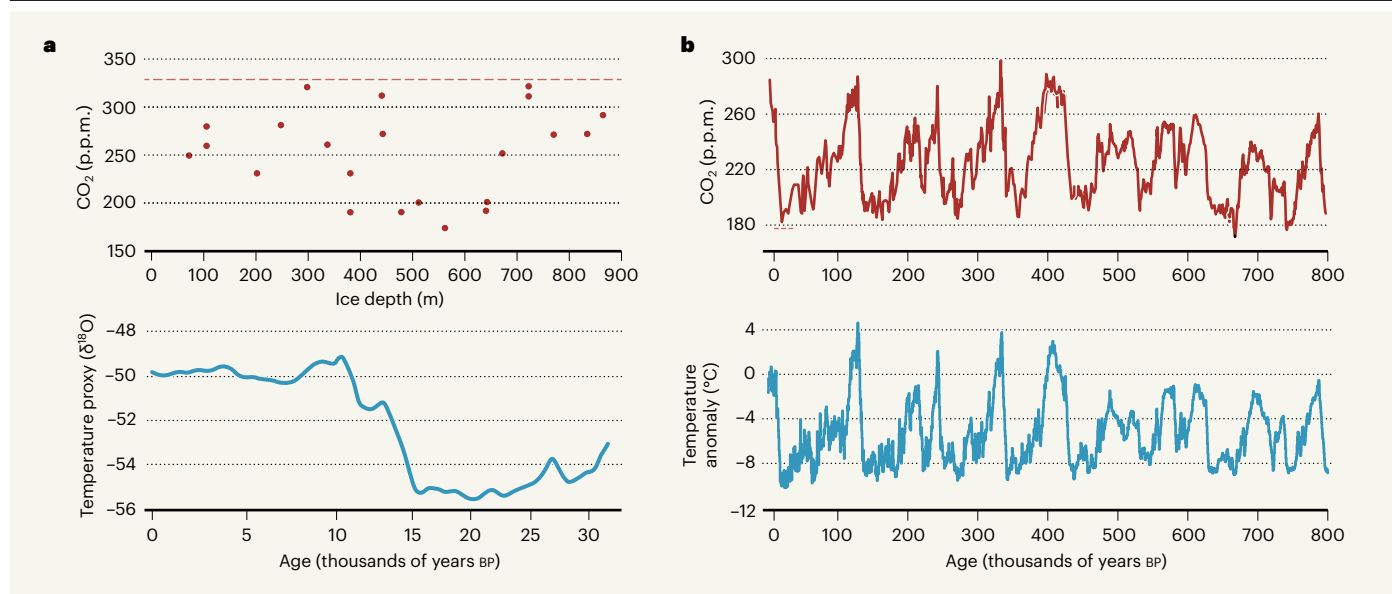 a
350
300
250
200
150
CO2 (p.p.m.)
0 100 200 300 400 500 600 700 800 900
Ice depth (m)
–48
–50
–52
–54
–56
Temperature proxy (δ18O)
0 5 10 15 20 25 30
Age (thousands of years BP)
b
300
260
220
180
CO2 (p.p.m.)
0 100 200 300 400 500 600 700 800
4
0
–4
–8
–12
Temperature
anomaly (°C)
0 100 200 300 400 500 600 700 800
Age (thousands of years BP)